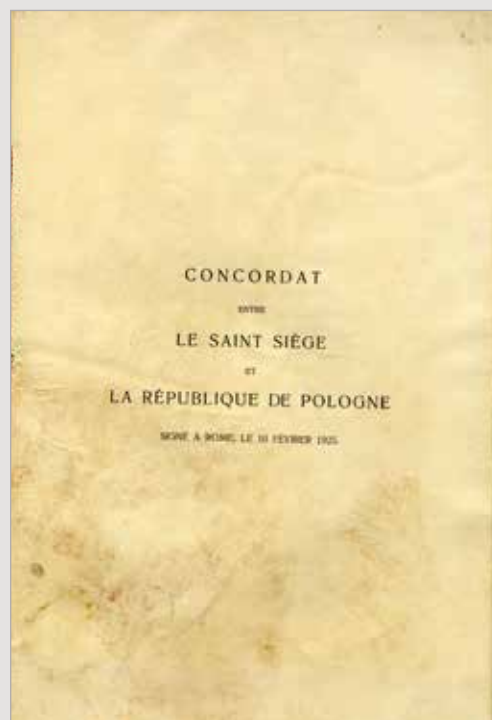 CONCORDAT
ENTRE
LE SAINT SIÈGE
ET
LA RÉPUBLIQUE DE POLOGNE
SIGNÉ A ROME, LE 10 FÉVRIER 1925.